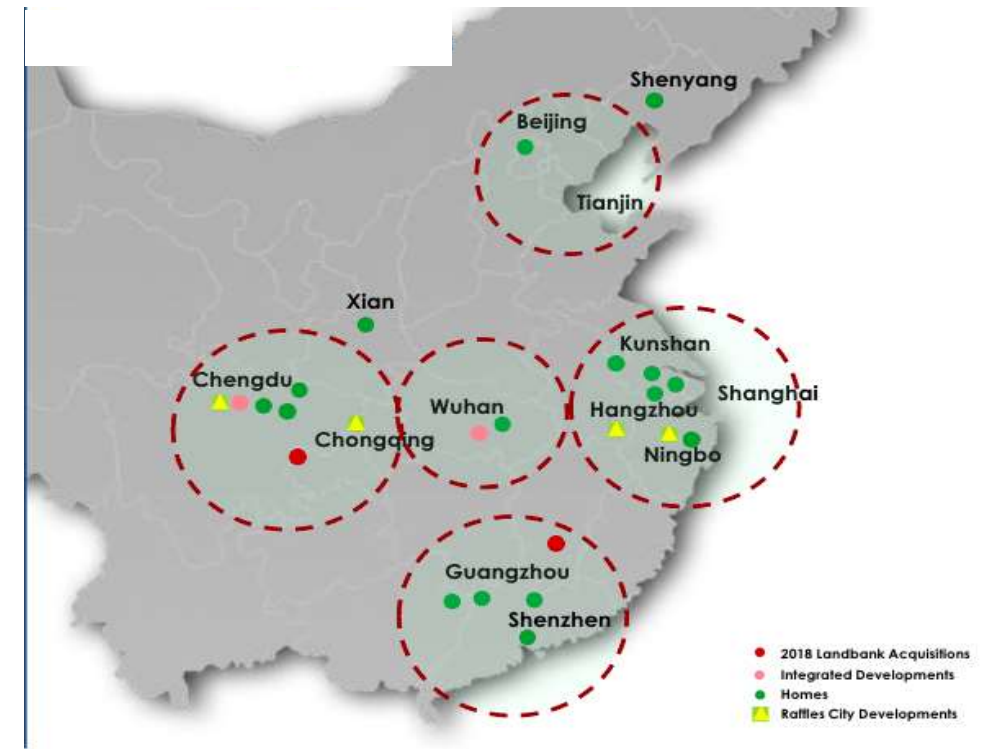 Shenyang
Beijing
Tianjin
Xian
Kunshan
Chengdu
Shanghai
Wuhan
Hangzhou
Chongqing
Ningbo
Guangzhou
Shenzhen
2018 Landbank Acquisitions
Integrated Developments
Homes
Raffles City Developments